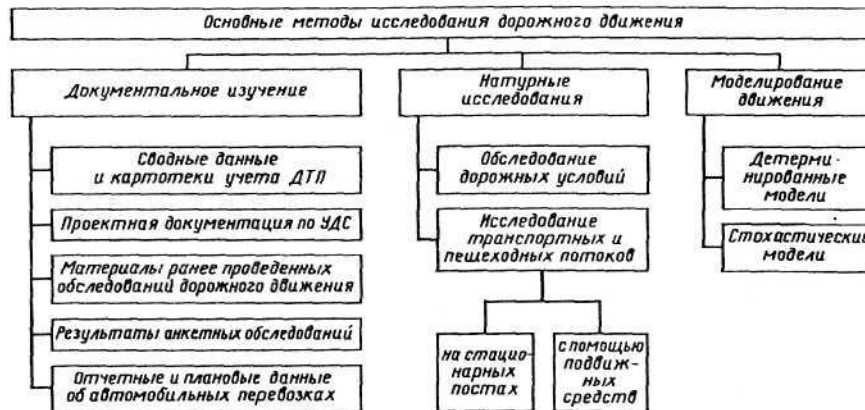 Основные методы исследования дорожного движения
Документальное изучение
Сводные данные
и картотеки учета ДТП
Проектная документация по УДС
Материалы ранее проведенных
обследований дорожного движения
Результаты анкетных обследований
Отчетные и плановые данные
об автомобильных перевозках
Натурные
исследования
Обследование
дорожных условий
Исследование
транспортных и
пешеходных потоков
на стацио-
нарных
постах
с помощью
подвиж-
ных
средств
Моделирование
движения
Детерми-
нированные
модели
Стохастический
модели